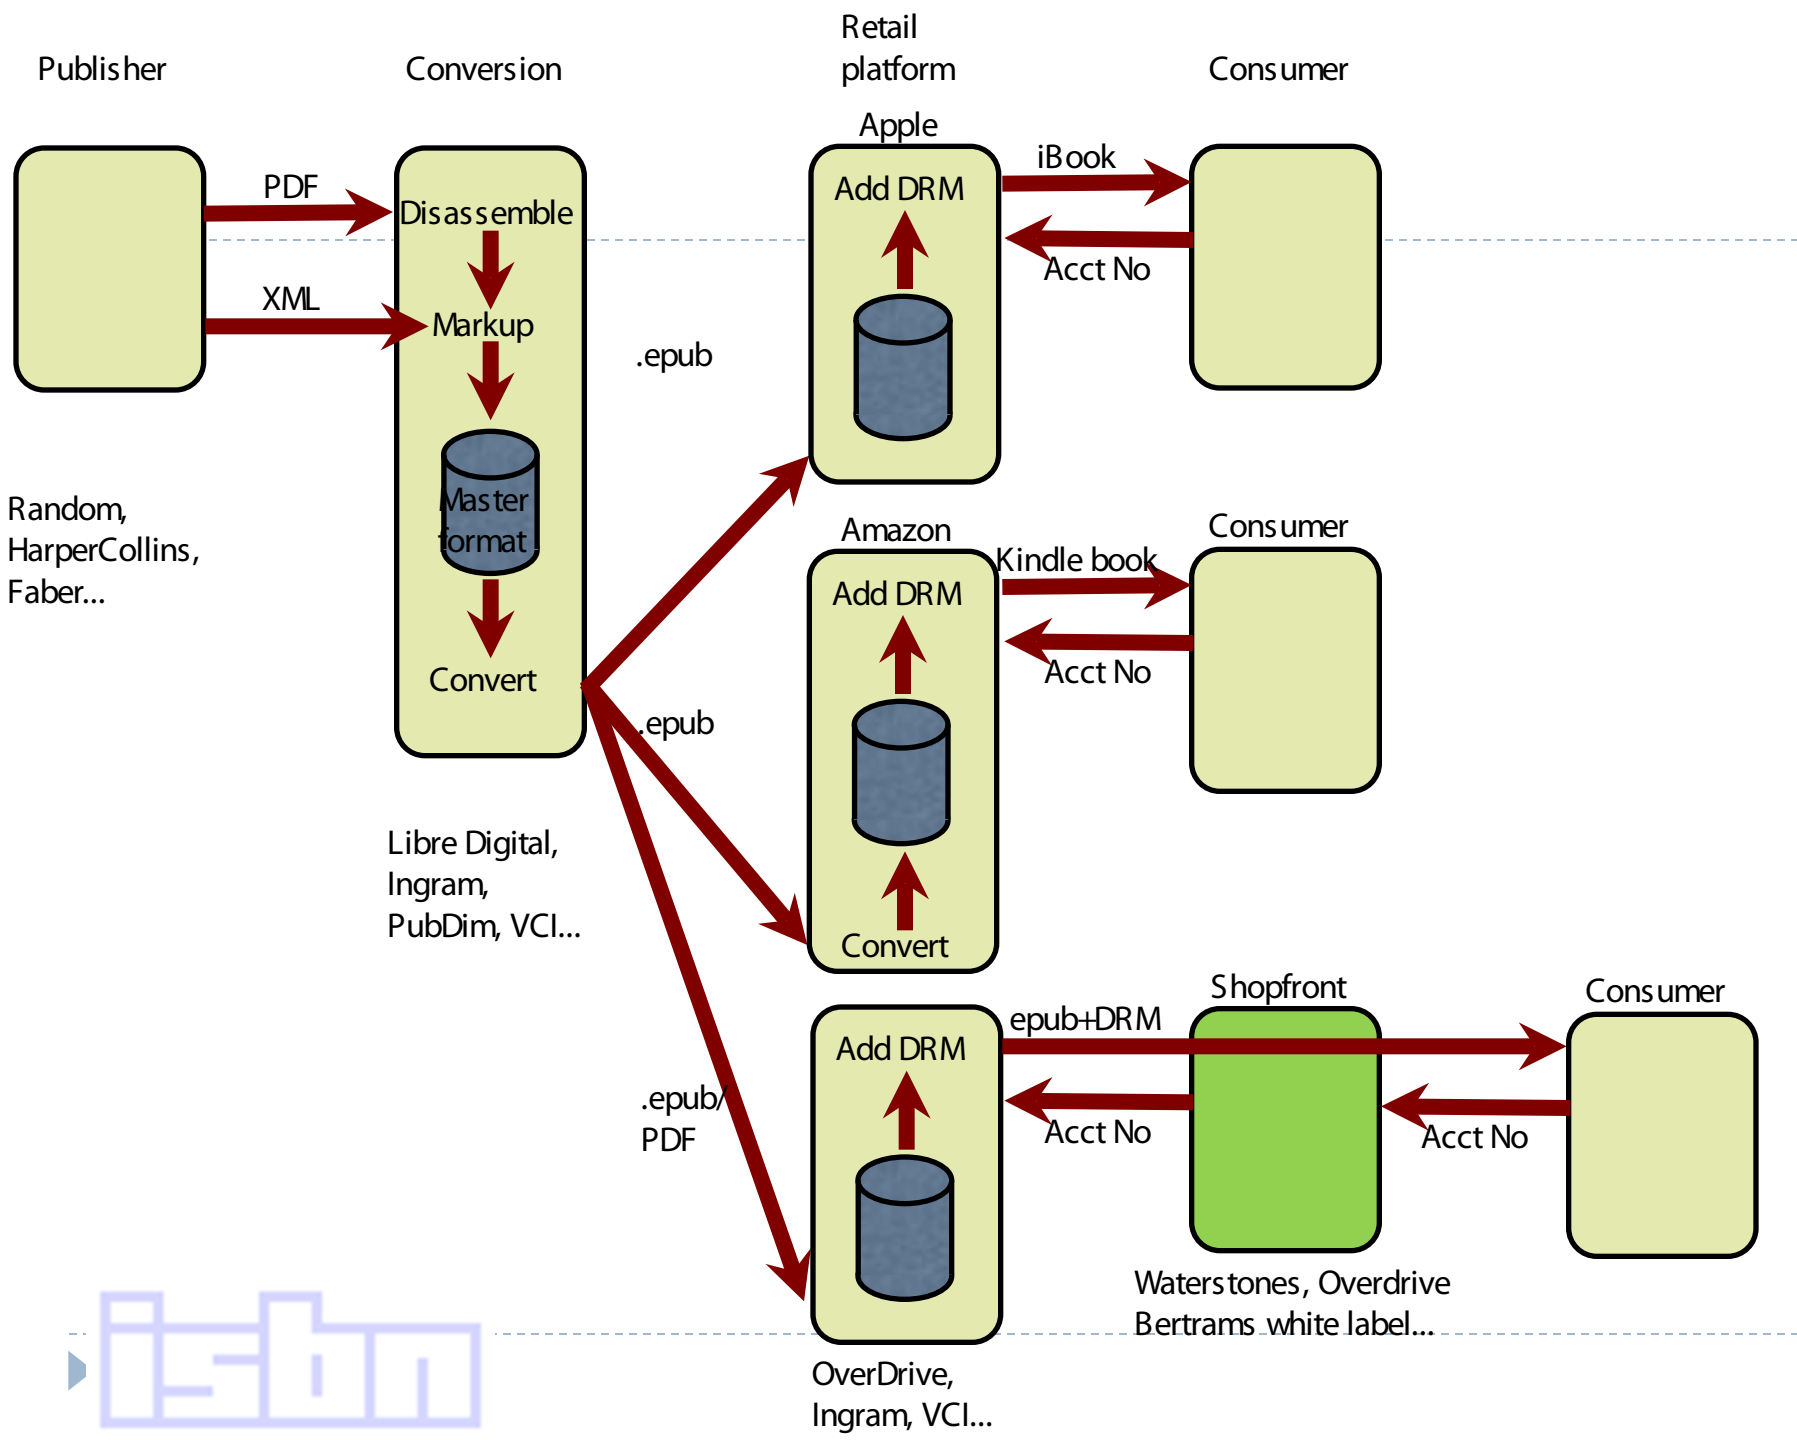 Publisher
Conversion
Retail
platform
Consumer
Apple
PDF
XML
Disassemble
Markup
Master
format
Convert
Random,
HarperCollins,
Faber...
Libre Digital,
Ingram,
PubDim, VCI...
.epub
.epub
.epub/
PDF
Add DRM
iBook
Acct No
Amazon
Add DRM
Convert
Kindle book
Acct No
Consumer
Add DRM
epub+DRM
Acct No
Shopfront
Acct No
Consumer
Waterstones, Overdrive
Bertrams white label...
OverDrive,
Ingram, VCI...
isbn